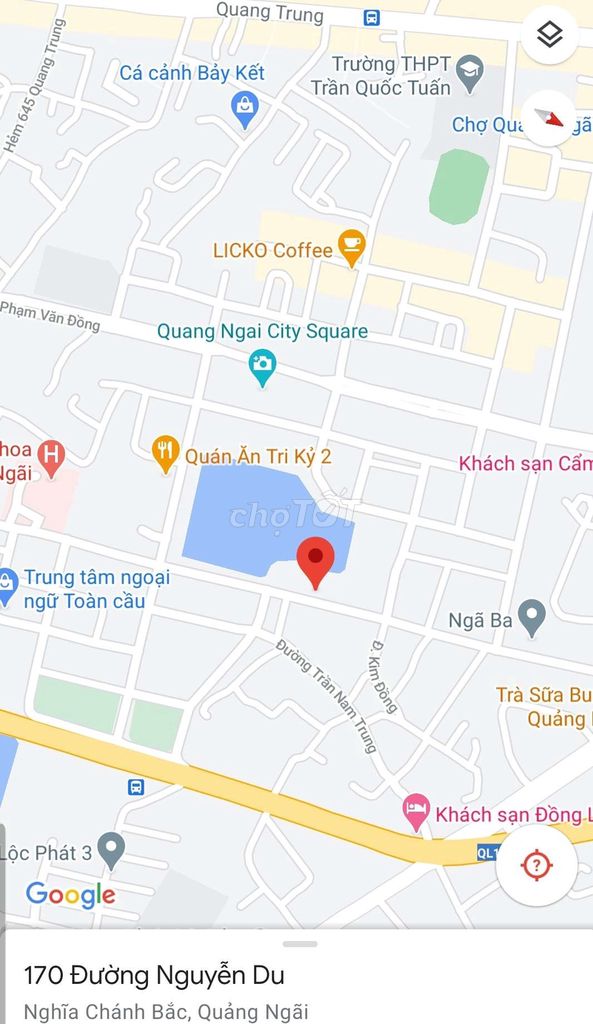 Quang Trung
Hẻm 645 Quang Trung
Cá cảnh Bảy Kết
Trường THPT
Trần Quốc Tuấn
Chợ Qu
LICKO Coffee
Phạm Văn Đồng
Quang Ngai City Square
hoa
Ngãi
H
Quán Ăn Tri Kỷ 2
Khách sạn Cẩm
chợTỐT
Trung tâm ngoại
ngữ Toàn cầu
Ngã Ba
Đường Trần Nam Trung
Đ. Kim Đồng
Trà Sữa Bu
Quảng
Khách sạn Đồng L
QL1
Lộc Phát 3
Google
170 Đường Nguyễn Du
Nghĩa Chánh Bắc, Quảng Ngãi